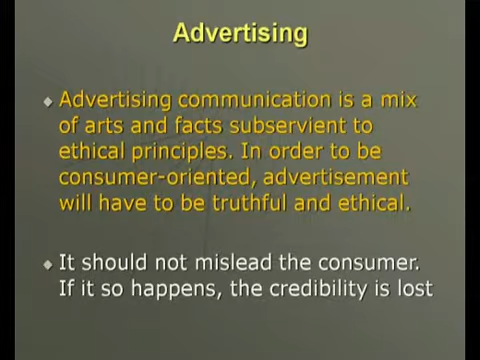 Advertising
Advertising communication is a mix
of arts and facts subservient to
ethical principles. In order to be
consumer-oriented, advertisement
will have to be truthful and ethical.
It should not mislead the consumer.
If it so happens, the credibility is lost